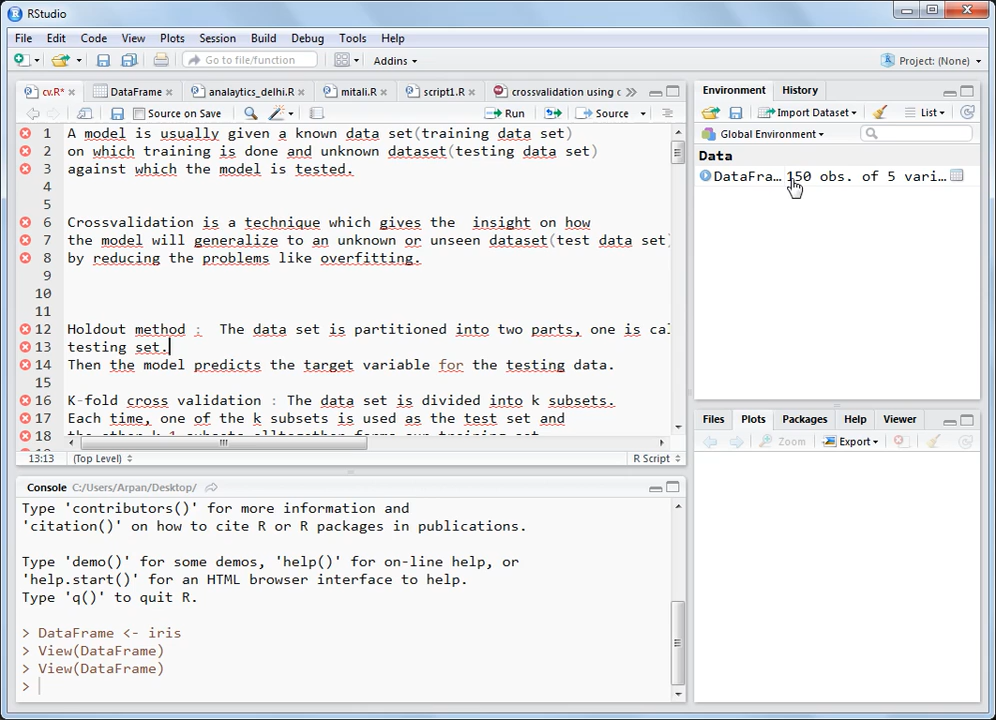 RStudio
File Edit Code View Plots Session Build Debug Tools Help
Go to file/function
Addins
Project: (None)
cv.R*
DataFrame
analaytics_delhi.R
mitali.R
script1.R
crossvalidation using c
Source on Save
Run
Source
1 A model is usually given a known data set(training data set)
2 on which training is done and unknown dataset(testing data set)
3 against which the model is tested.
4
5
6 Crossvalidation is a technique which gives the  insight on how
7 the model will generalize to an unknown or unseen dataset(test data set)
8 by reducing the problems like overfitting.
9
10
11
12 Holdout method :  The data set is partitioned into two parts, one is cal
13 testing set.
14 Then the model predicts the target variable for the testing data.
15
16 K-fold cross validation : The data set is divided into k subsets.
17 Each time, one of the k subsets is used as the test set and
18
13:13 (Top Level) R Script
Console C:/Users/Arpan/Desktop/
Type 'contributors()' for more information and
'citation()' on how to cite R or R packages in publications.
Type 'demo()' for some demos, 'help()' for on-line help, or
'help.start()' for an HTML browser interface to help.
Type 'q()' to quit R.
> DataFrame <- iris
> View(DataFrame)
> View(DataFrame)
>
Environment History
Import Dataset
List
Global Environment
Data
DataFra… 150 obs. of 5 vari…
Files Plots Packages Help Viewer
Zoom Export